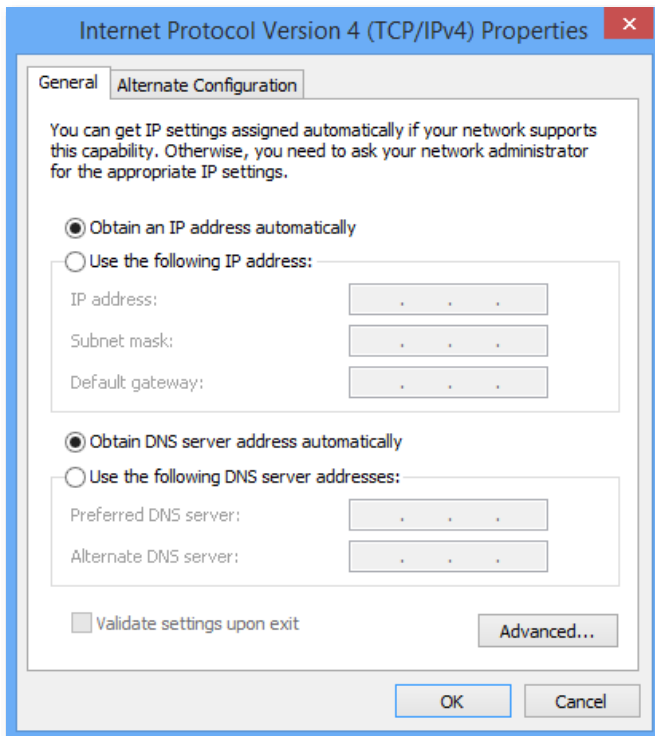 Internet Protocol Version 4 (TCP/IPv4) Properties
General
Alternate Configuration
You can get IP settings assigned automatically if your network supports
this capability. Otherwise, you need to ask your network administrator
for the appropriate IP settings.
Obtain an IP address automatically
Use the following IP address:
IP address:
. . .
Subnet mask:
. . .
Default gateway:
. . .
Obtain DNS server address automatically
Use the following DNS server addresses:
Preferred DNS server:
. . .
Alternate DNS server:
. . .
Validate settings upon exit
Advanced...
OK
Cancel